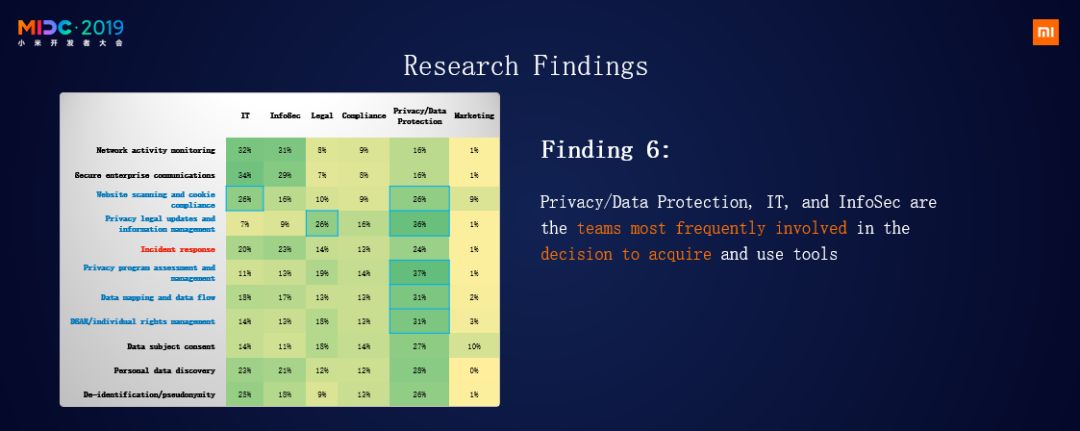 MIDC·2019
小米开发者大会
Research Findings
IT InfoSec Legal Compliance Privacy/Data Protection Marketing
Network activity monitoring 32% 31% 8% 9% 16% 1%
Secure enterprise communications 34% 29% 7% 8% 16% 1%
Website scanning and cookie compliance 26% 16% 10% 9% 26% 9%
Privacy legal updates and information management 7% 9% 26% 16% 36% 1%
Incident response 20% 23% 14% 12% 24% 1%
Privacy program assessment and management 11% 13% 19% 14% 37% 1%
Data mapping and data flow 18% 17% 13% 13% 31% 2%
DSAR/individual rights management 14% 13% 18% 13% 31% 3%
Data subject consent 14% 11% 18% 14% 27% 10%
Personal data discovery 23% 21% 12% 12% 28% 0%
De-identification/pseudonymity 25% 18% 9% 13% 26% 1%
Finding 6:
Privacy/Data Protection, IT, and InfoSec are
the teams most frequently involved in the
decision to acquire and use tools